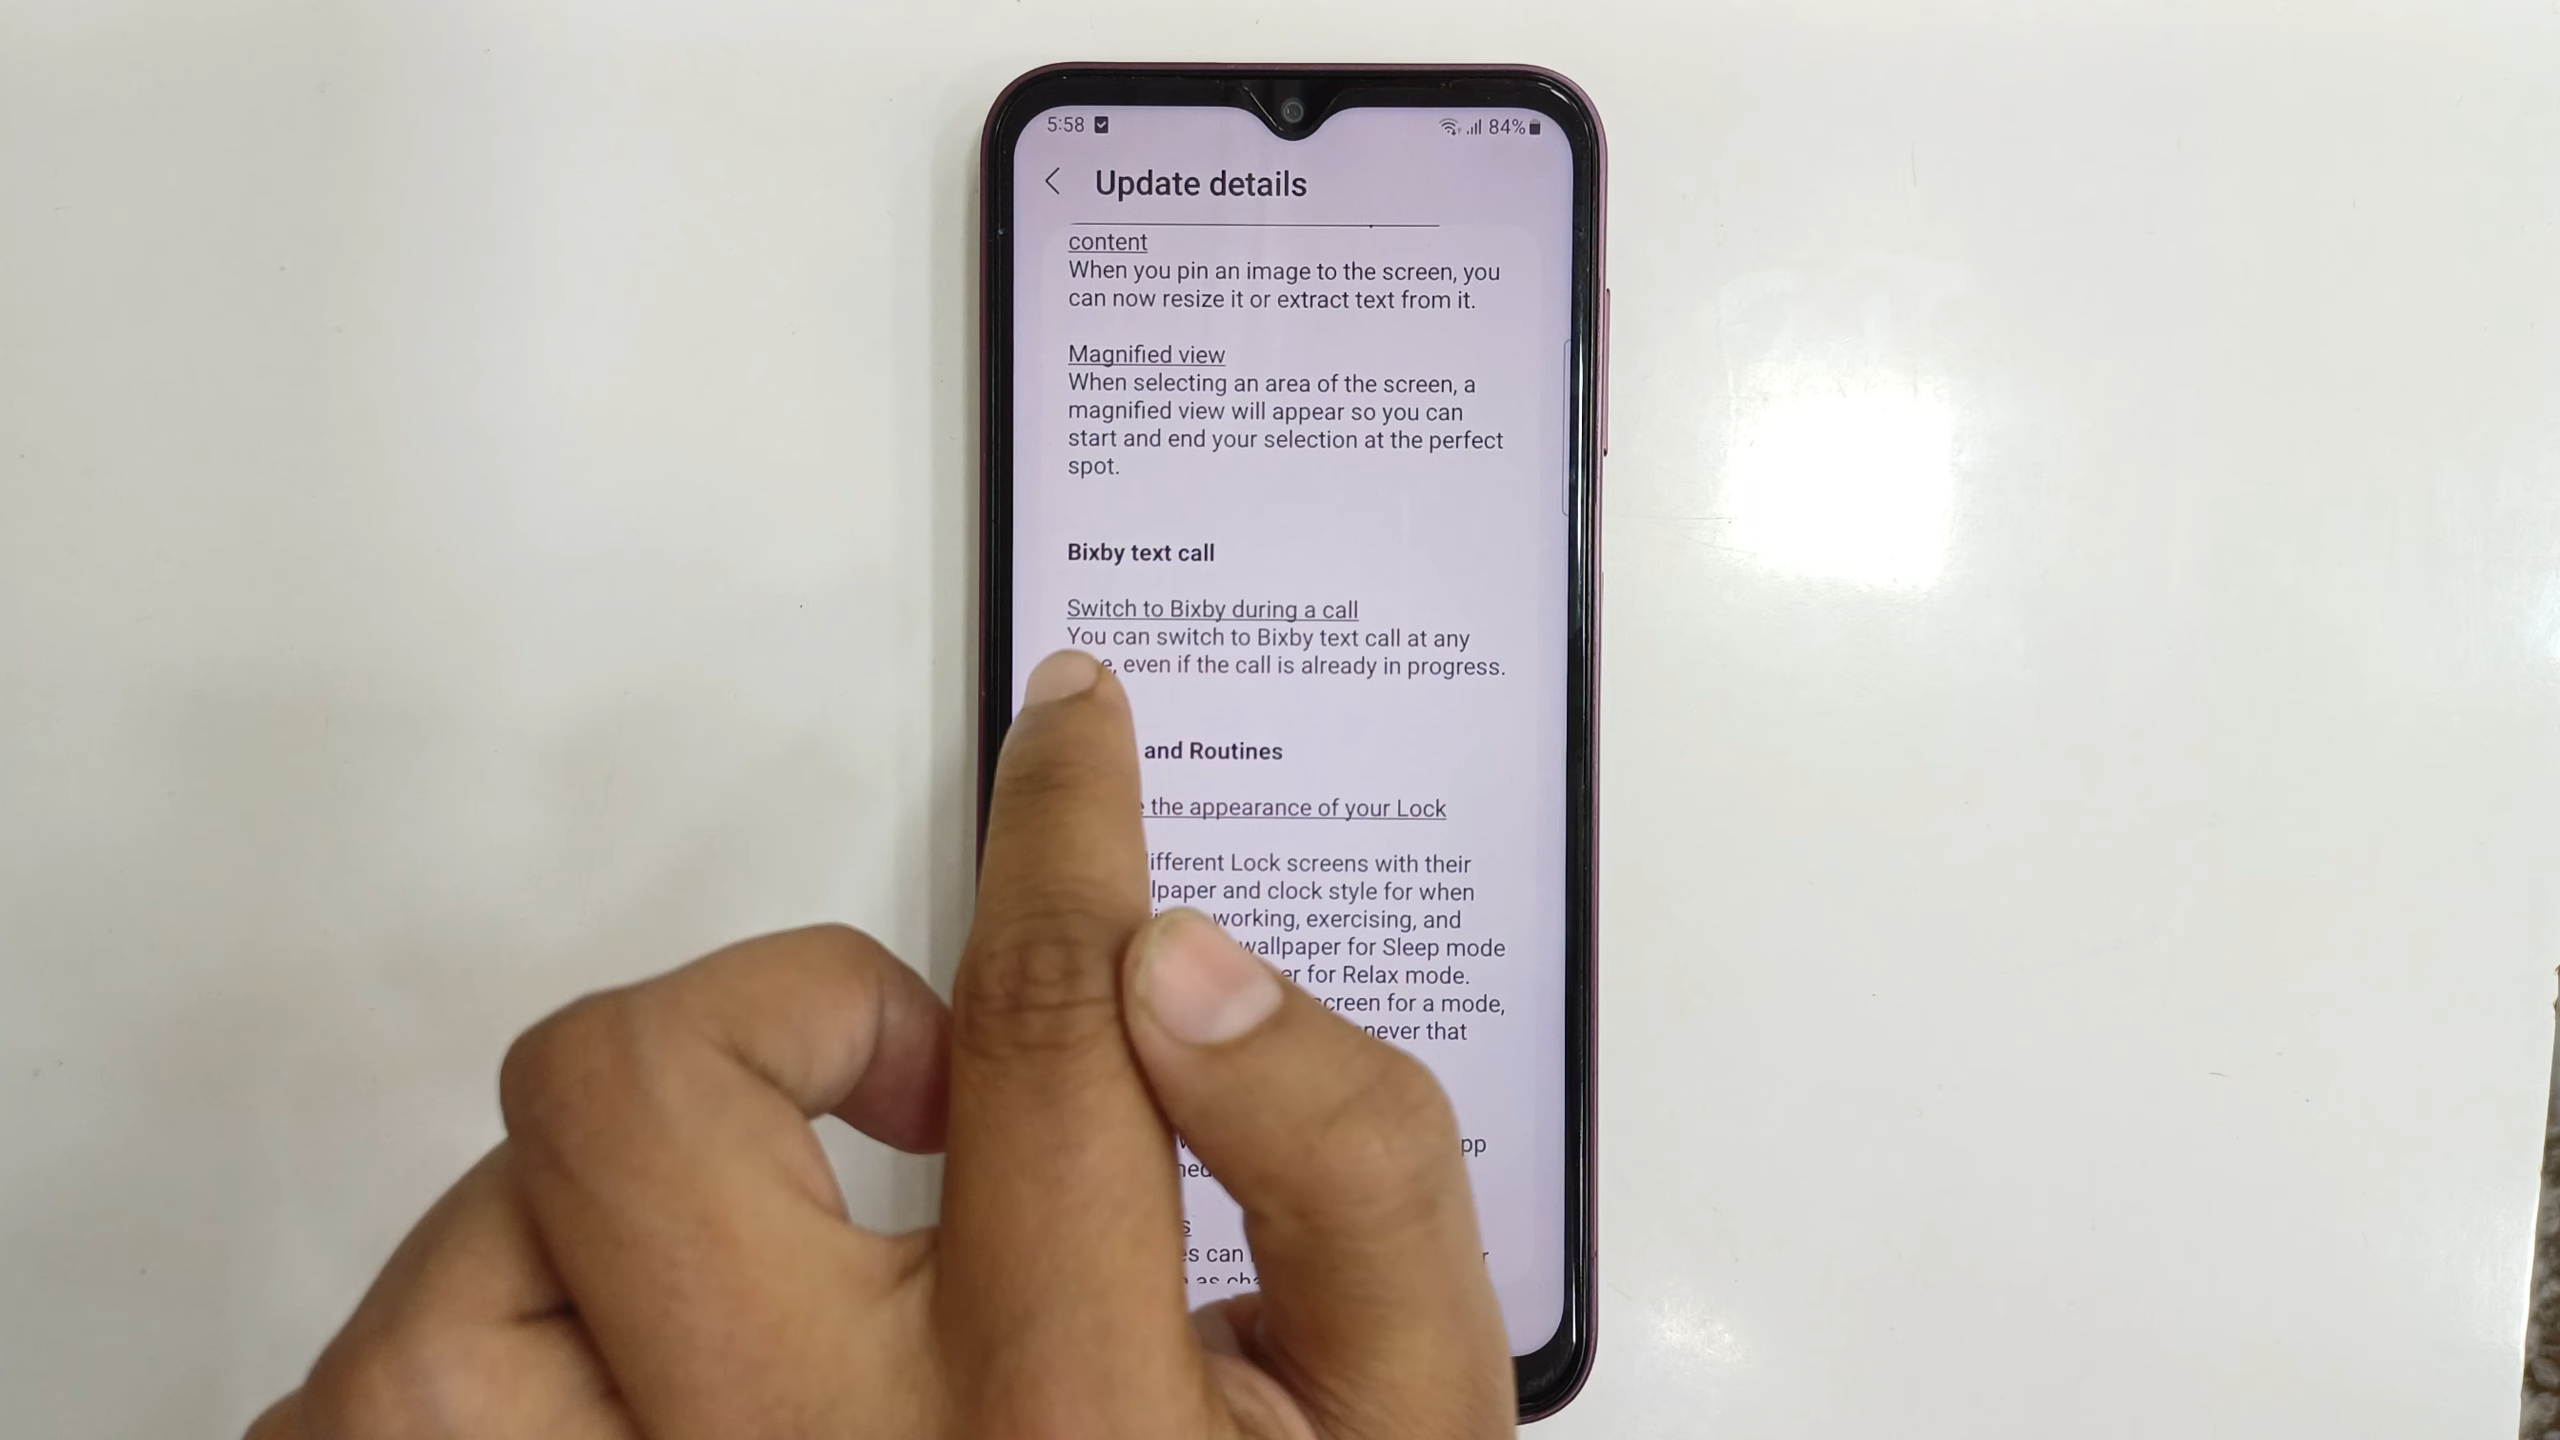 5:58
84%
Update details
content
When you pin an image to the screen, you
can now resize it or extract text from it.
Magnified view
When selecting an area of the screen, a
magnified view will appear so you can
start and end your selection at the perfect
spot.
Bixby text call
Switch to Bixby during a call
You can switch to Bixby text call at any
even if the call is already in progress.
and Routines
the appearance of your Lock
Lock screens with their
and clock style for when
working, exercising, and
wallpaper for Sleep mode
for Relax mode.
for a mode,
that
can
as